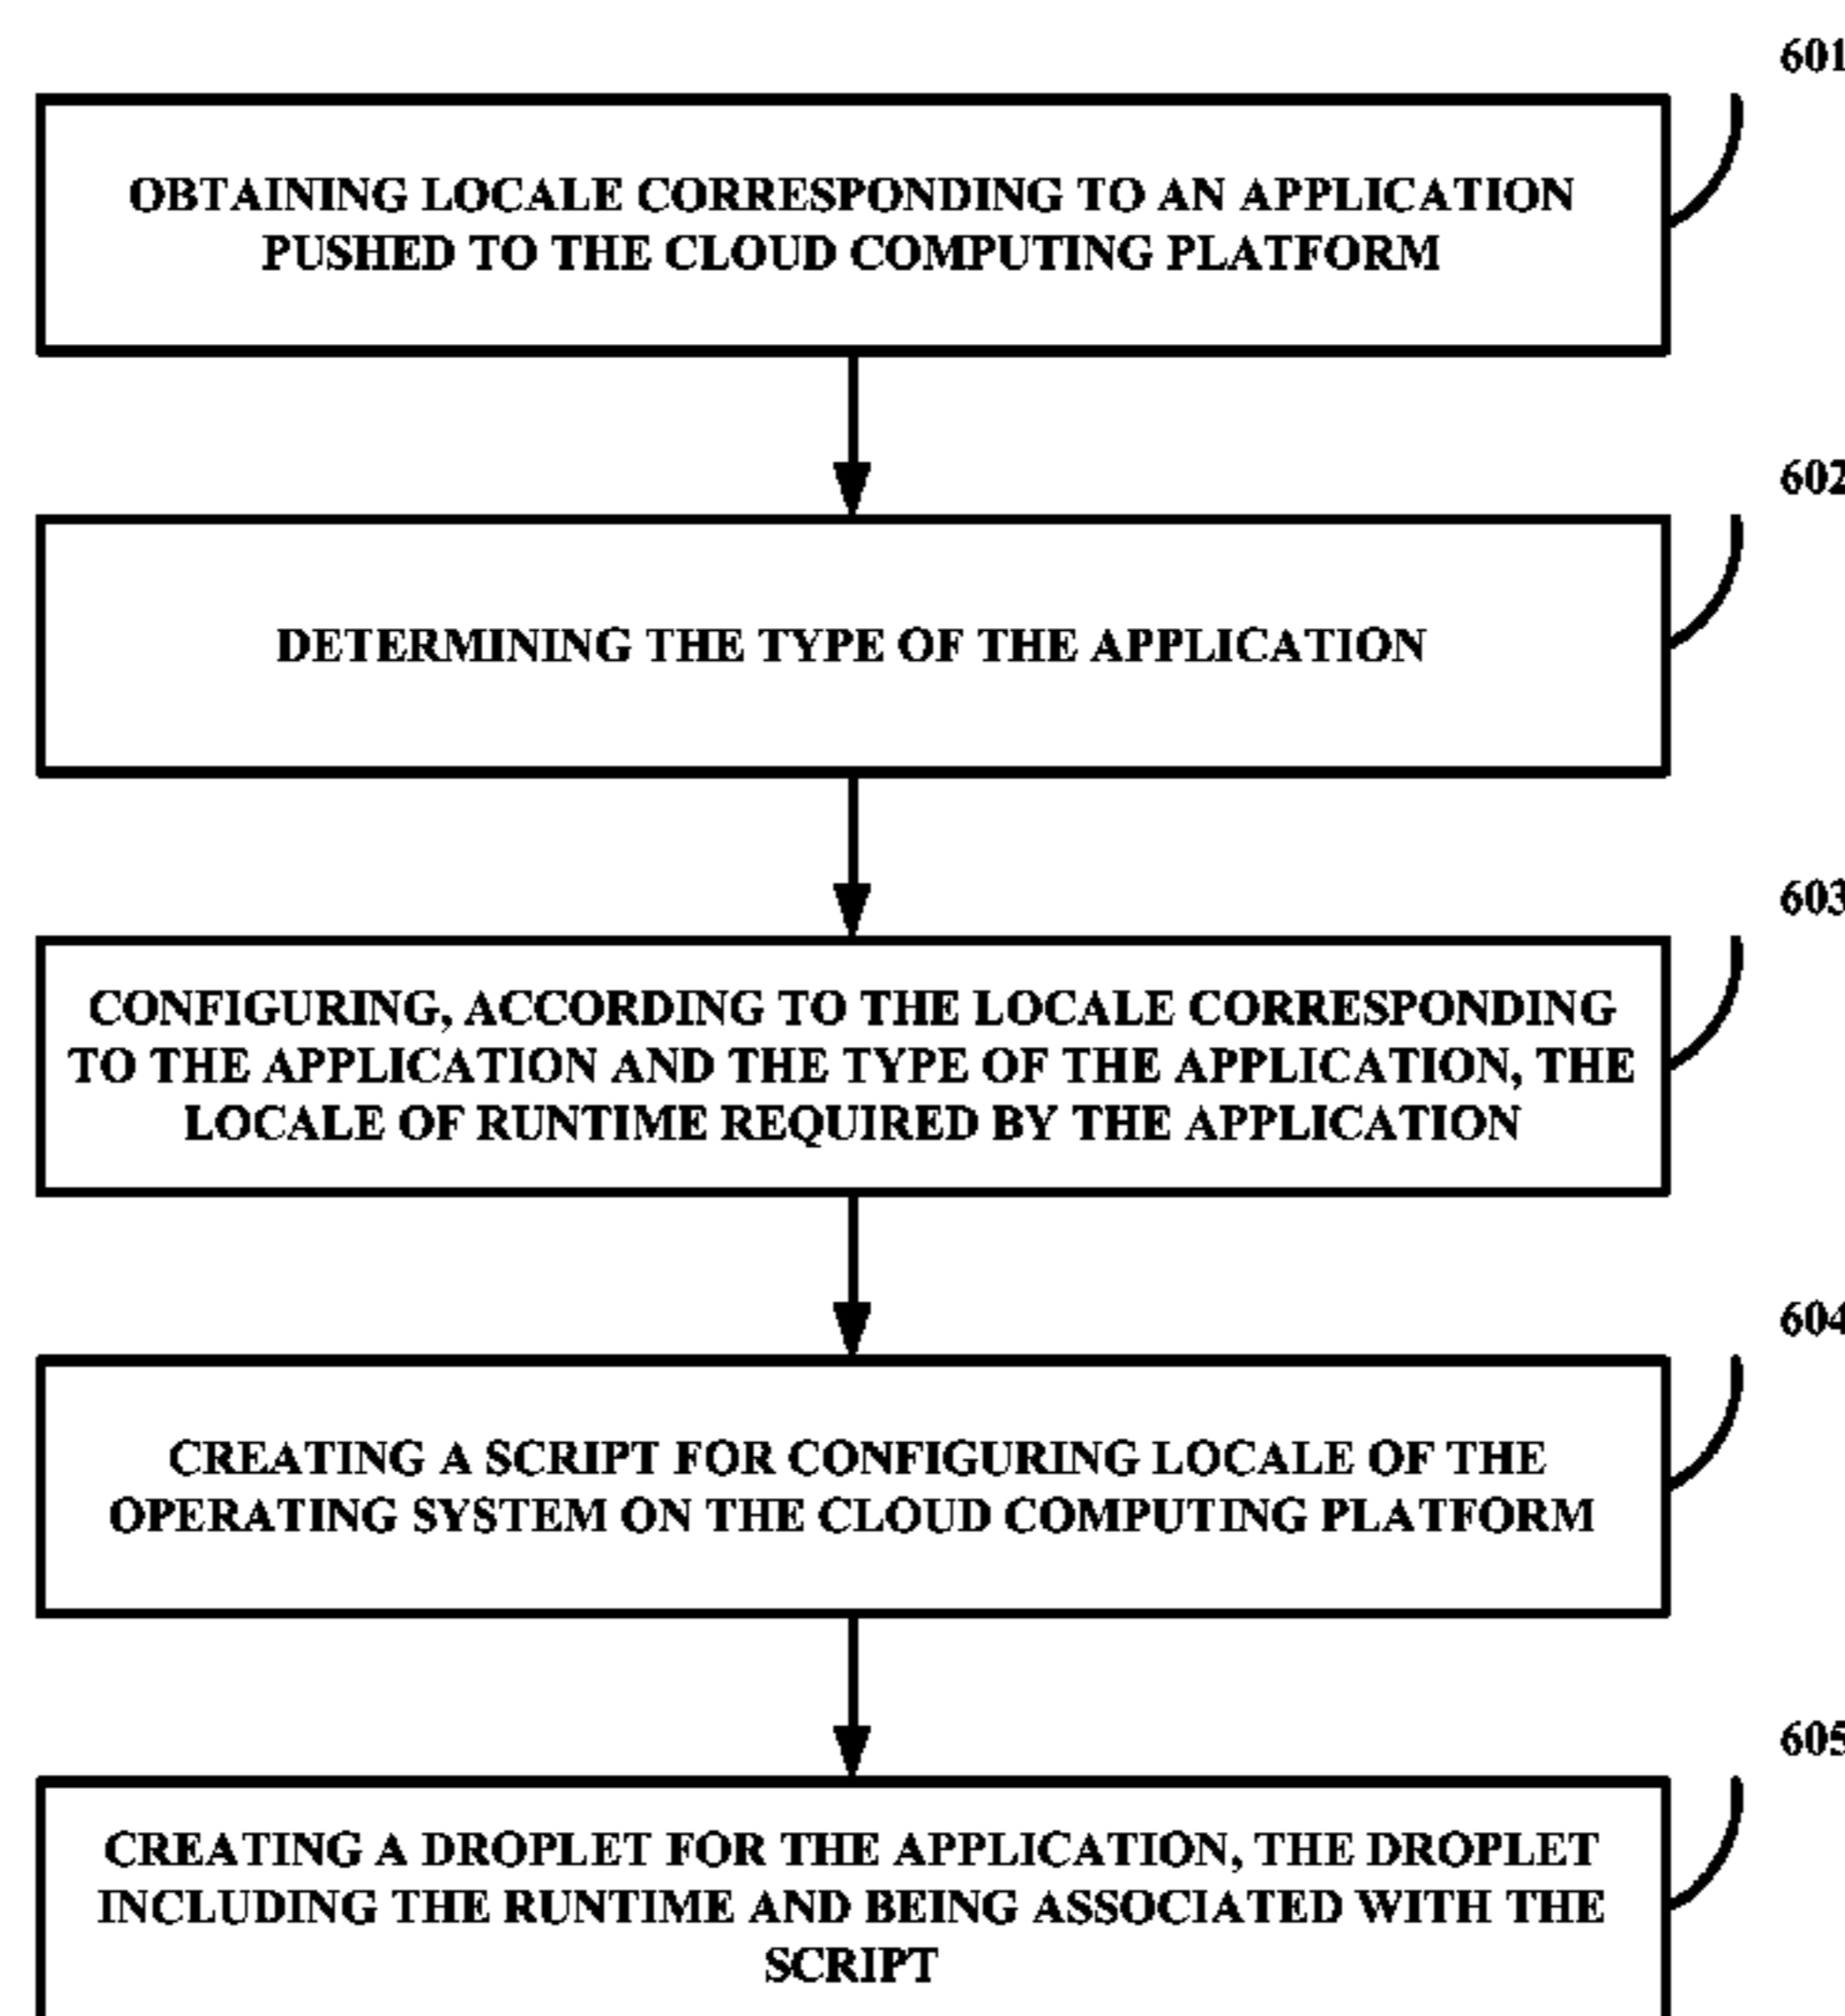 601
OBTAINING LOCALE CORRESPONDING TO AN APPLICATION
PUSHED TO THE CLOUD COMPUTING PLATFORM
602
DETERMINING THE TYPE OF THE APPLICATION
603
CONFIGURING, ACCORDING TO THE LOCALE CORRESPONDING
TO THE APPLICATION AND THE TYPE OF THE APPLICATION, THE
LOCALE OF RUNTIME REQUIRED BY THE APPLICATION
604
CREATING A SCRIPT FOR CONFIGURING LOCALE OF THE
OPERATING SYSTEM ON THE CLOUD COMPUTING PLATFORM
605
CREATING A DROPLET FOR THE APPLICATION, THE DROPLET
INCLUDING THE RUNTIME AND BEING ASSOCIATED WITH THE
SCRIPT